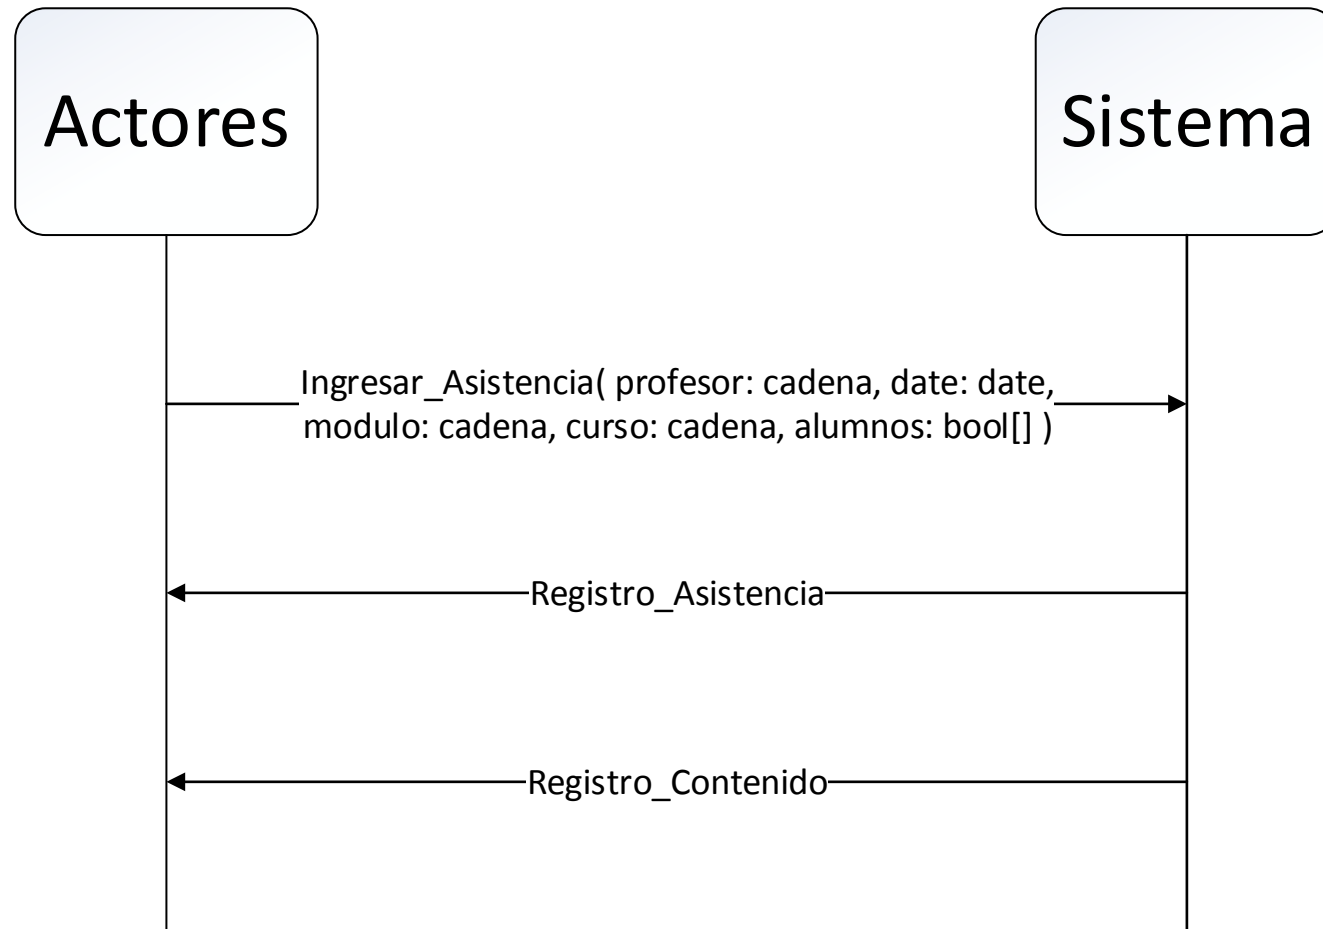 Actores
Sistema
Ingresar_Asistencia( profesor: cadena, date: date,
modulo: cadena, curso: cadena, alumnos: bool[] )
Registro_Asistencia
Registro_Contenido